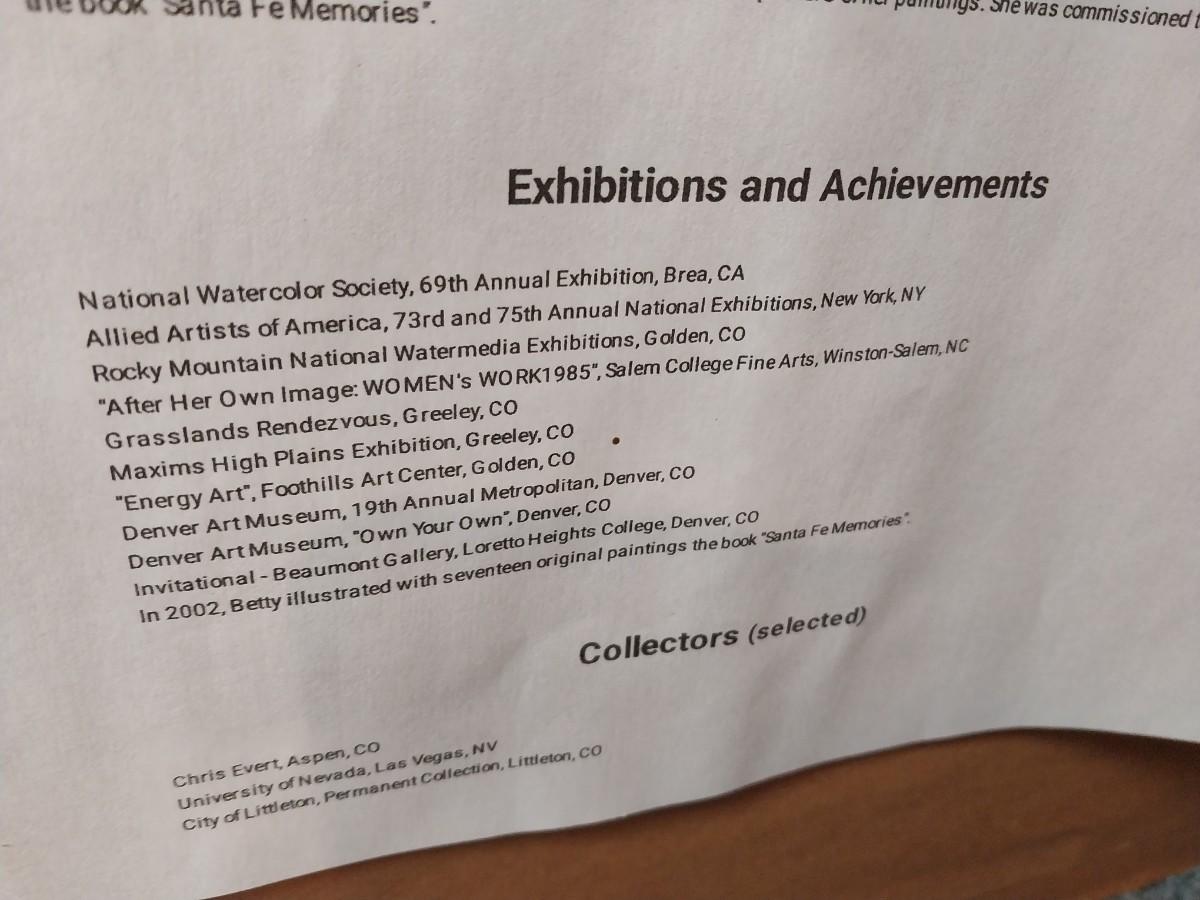 the book "Santa Fe Memories".
paintings. She was commissioned
Exhibitions and Achievements
National Watercolor Society, 69th Annual Exhibition, Brea, CA
Allied Artists of America, 73rd and 75th Annual National Exhibitions, New York, NY
Rocky Mountain National Watermedia Exhibitions, Golden, CO
"After Her Own Image: WOMEN's WORK1985", Salem College Fine Arts, Winston-Salem, NC
Grasslands Rendezvous, Greeley, CO
Maxims High Plains Exhibition, Greeley, CO
"Energy Art", Foothills Art Center, Golden, CO
Denver Art Museum, 19th Annual Metropolitan, Denver, CO
Denver Art Museum, "Own Your Own", Denver, CO
Invitational - Beaumont Gallery, Loretto Heights College, Denver, CO
In 2002, Betty illustrated with seventeen original paintings the book "Santa Fe Memories".
Collectors (selected)
Chris Evert, Aspen, CO
University of Nevada, Las Vegas, NV
City of Littleton, Permanent Collection, Littleton, CO